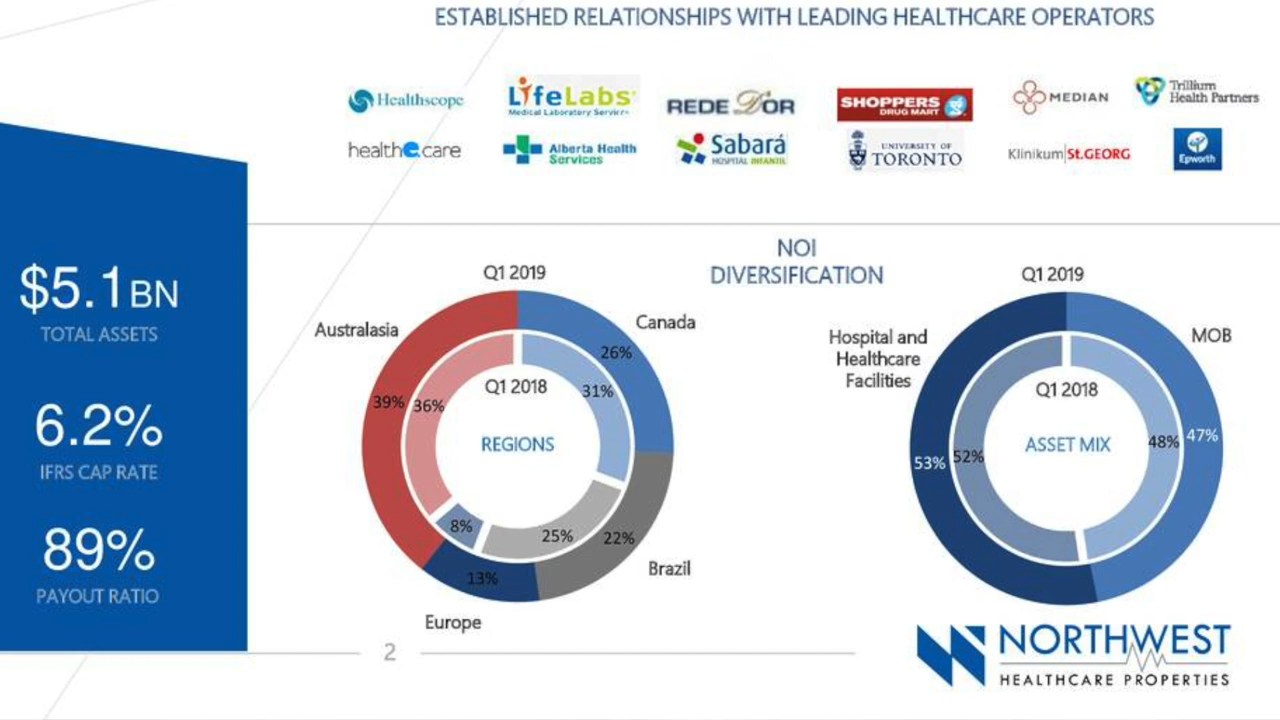 ESTABLISHED RELATIONSHIPS WITH LEADING HEALTHCARE OPERATORS
Healthscope
LifeLabs
Medical Laboratory Services
REDE D'OR
SHOPPERS
DRUG MART
MEDIAN
Trillium
Health Partners
healthecare
Alberta Health
Services
Sabará
HOSPITAL INFANTIL
UNIVERSITY OF
TORONTO
Klinikum St.GEORG
Epworth
$5.1BN
TOTAL ASSETS
6.2%
IFRS CAP RATE
89%
PAYOUT RATIO
NOI
DIVERSIFICATION
Q1 2019
Australasia
Canada
26%
Q1 2018
31%
39%
36%
REGIONS
8%
25%
22%
13%
Brazil
Europe
Q1 2019
Hospital and
Healthcare
Facilities
MOB
Q1 2018
ASSET MIX
48%
47%
53%
52%
2
NORTHWEST
HEALTHCARE PROPERTIES